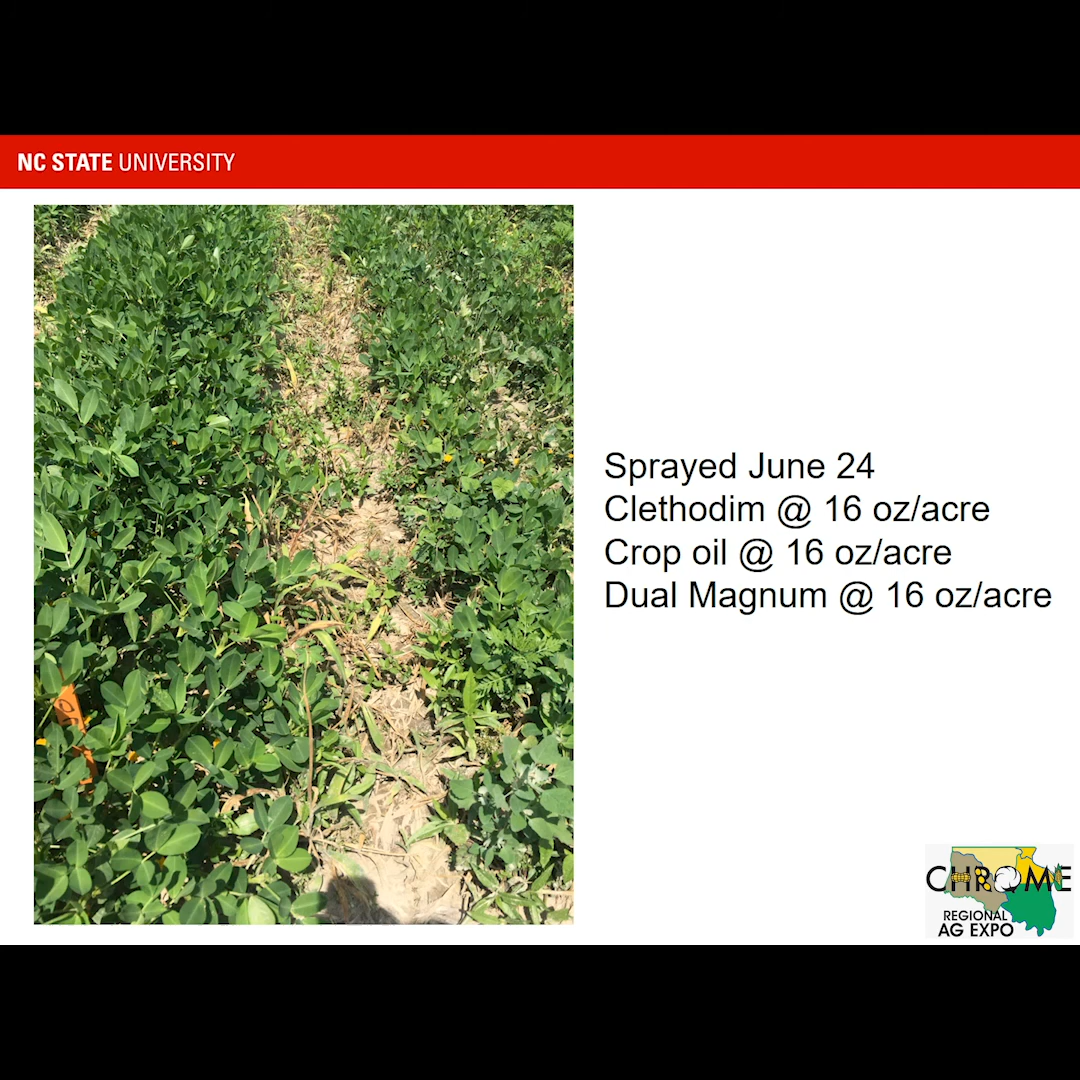 NC STATE UNIVERSITY
Sprayed June 24
Clethodim @ 16 oz/acre
Crop oil @ 16 oz/acre
Dual Magnum @ 16 oz/acre
CHROME
REGIONAL
AG EXPO